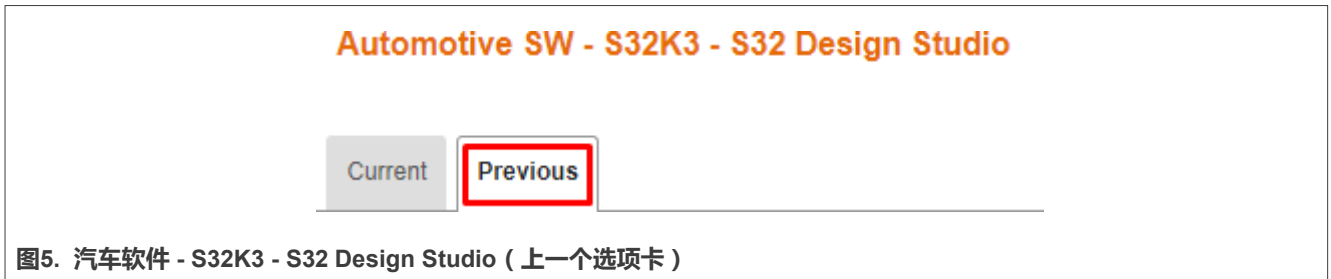 Automotive SW - S32K3 - S32 Design Studio
Current Previous
图5. 汽车软件 - S32K3 - S32 Design Studio（上一个选项卡）